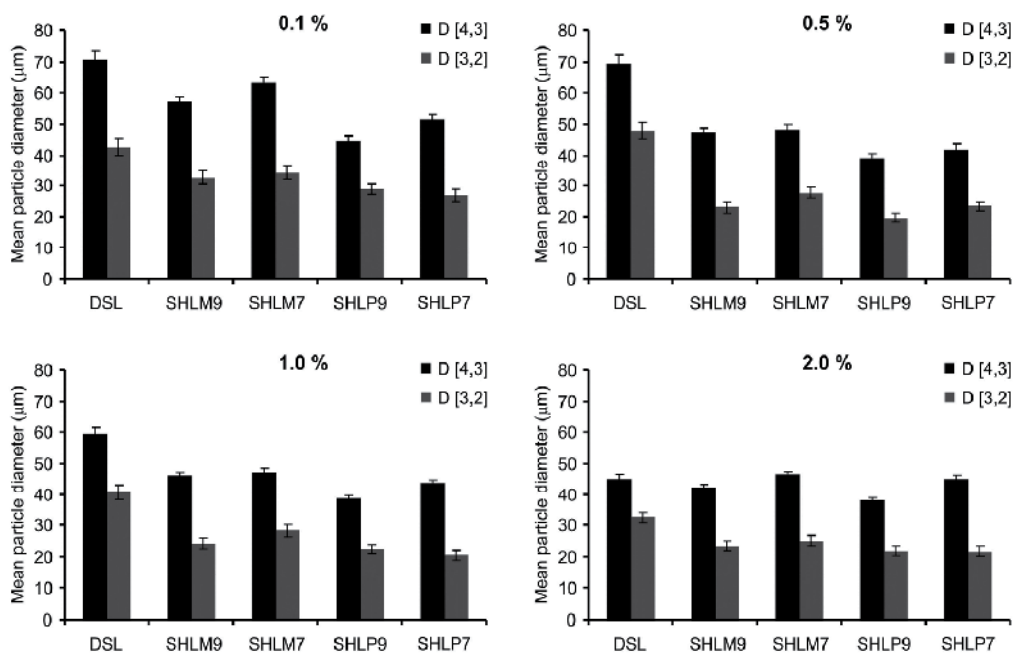 0.1 %
D [4,3]
D [3,2]
Mean particle diameter (μm)
80
70
60
50
40
30
20
10
0
DSL SHLM9 SHLM7 SHLP9 SHLP7
0.5 %
D [4,3]
D [3,2]
Mean particle diameter (μm)
80
70
60
50
40
30
20
10
0
DSL SHLM9 SHLM7 SHLP9 SHLP7
1.0 %
D [4,3]
D [3,2]
Mean particle diameter (μm)
80
70
60
50
40
30
20
10
0
DSL SHLM9 SHLM7 SHLP9 SHLP7
2.0 %
D [4,3]
D [3,2]
Mean particle diameter (μm)
80
70
60
50
40
30
20
10
0
DSL SHLM9 SHLM7 SHLP9 SHLP7